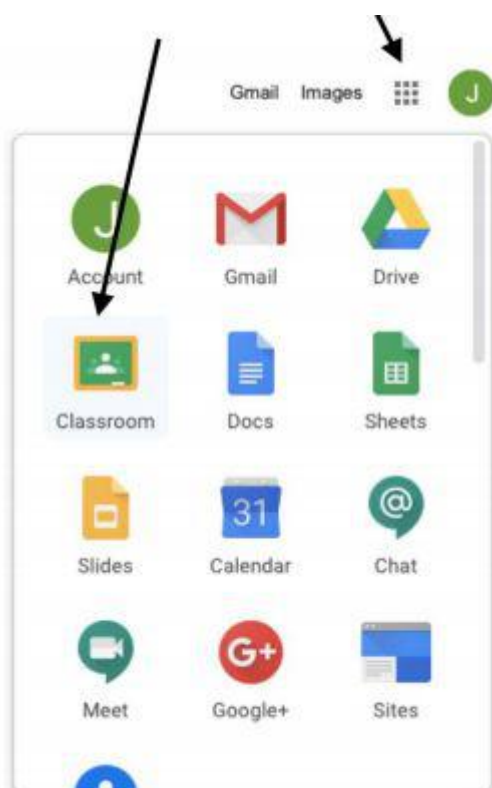 Gmail Images J
J
Account Gmail Drive
Classroom Docs Sheets
31
@
Slides Calendar Chat
G+
Meet Google+ Sites